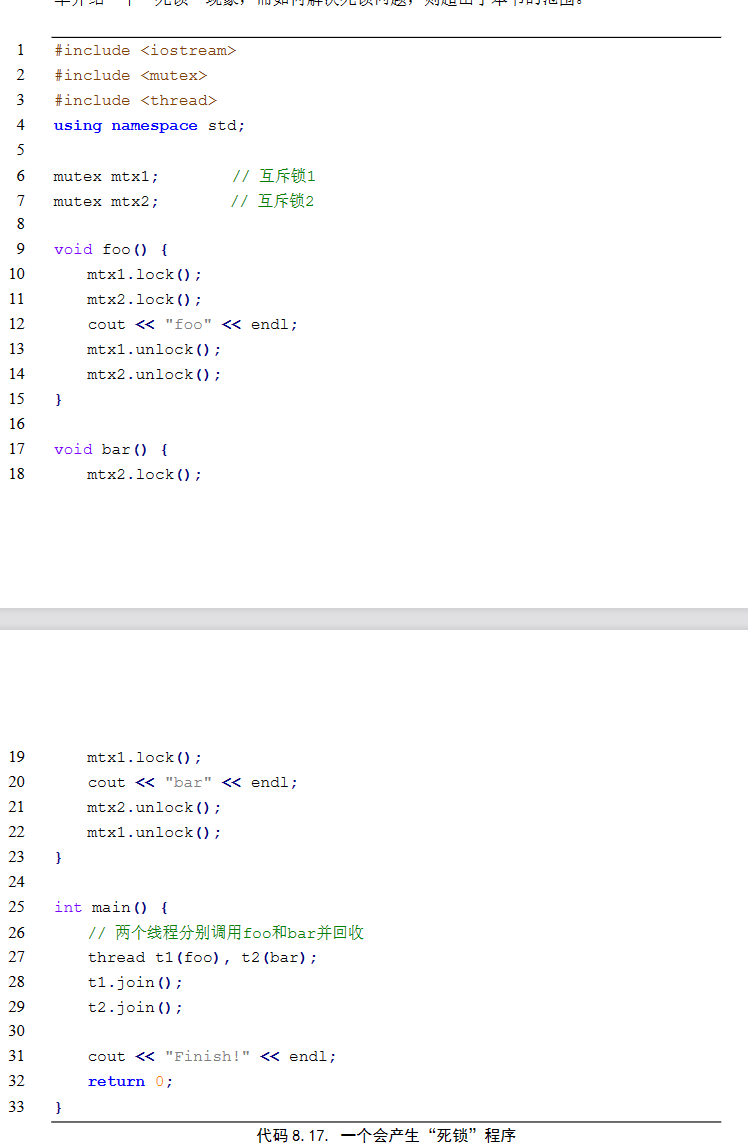 1 #include <iostream>
2 #include <mutex>
3 #include <thread>
4 using namespace std;
5
6 mutex mtx1; // 互斥锁1
7 mutex mtx2; // 互斥锁2
8
9 void foo() {
10 mtx1.lock();
11 mtx2.lock();
12 cout << "foo" << endl;
13 mtx1.unlock();
14 mtx2.unlock();
15 }
16
17 void bar() {
18 mtx2.lock();
19 mtx1.lock();
20 cout << "bar" << endl;
21 mtx2.unlock();
22 mtx1.unlock();
23 }
24
25 int main() {
26 // 两个线程分别调用foo和bar并回收
27 thread t1(foo), t2(bar);
28 t1.join();
29 t2.join();
30
31 cout << "Finish!" << endl;
32 return 0;
33 }
代码 8.17. 一个会产生“死锁”程序